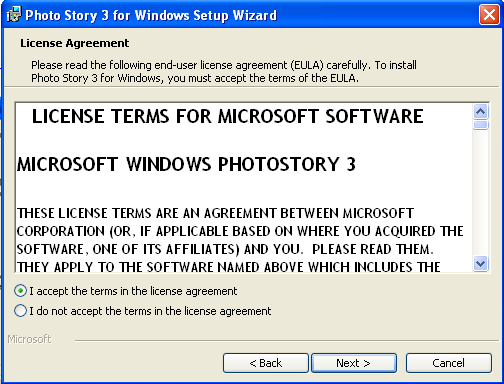 Photo Story 3 for Windows Setup Wizard
License Agreement
Please read the following end-user license agreement (EULA) carefully. To install
Photo Story 3 for Windows, you must accept the terms of the EULA.
LICENSE TERMS FOR MICROSOFT SOFTWARE
MICROSOFT WINDOWS PHOTOSTORY 3
THESE LICENSE TERMS ARE AN AGREEMENT BETWEEN MICROSOFT
CORPORATION (OR, IF APPLICABLE BASED ON WHERE YOU ACQUIRED THE
SOFTWARE, ONE OF ITS AFFILIATES) AND YOU.  PLEASE READ THEM.
THEY APPLY TO THE SOFTWARE NAMED ABOVE WHICH INCLUDES THE
I accept the terms in the license agreement
I do not accept the terms in the license agreement
Microsoft
< Back
Next >
Cancel